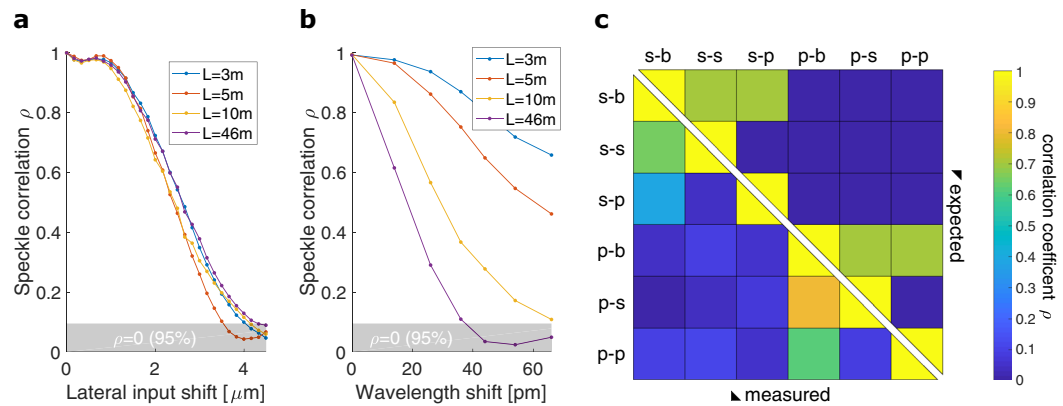 a
Speckle correlation ρ
1
0.8
0.6
0.4
0.2
0
0
2
4
Lateral input shift [μm]
L=3m
L=5m
L=10m
L=46m
ρ=0 (95%)
b
Speckle correlation ρ
1
0.8
0.6
0.4
0.2
0
0
20
40
60
Wavelength shift [pm]
L=3m
L=5m
L=10m
L=46m
ρ=0 (95%)
c
s-b s-s s-p p-b p-s p-p
s-b
s-s
s-p
p-b
p-s
p-p
measured
expected
1
0.9
0.8
0.7
0.6
0.5
0.4
0.3
0.2
0.1
0
correlation coefficent ρ